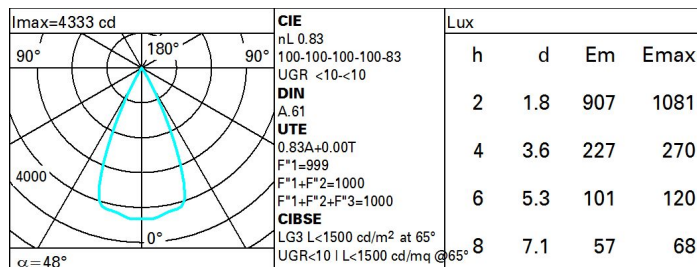 Imax=4333 cd
90° 180° 90°
4000
0°
α=48°
CIE
nL 0.83
100-100-100-100-83
UGR <10-<10
DIN
A.61
UTE
0.83A+0.00T
F"1=999
F"1+F"2=1000
F"1+F"2+F"3=1000
CIBSE
LG3 L<1500 cd/m² at 65°
UGR<10 | L<1500 cd/mq @65°
Lux
h d Em Emax
2 1.8 907 1081
4 3.6 227 270
6 5.3 101 120
8 7.1 57 68